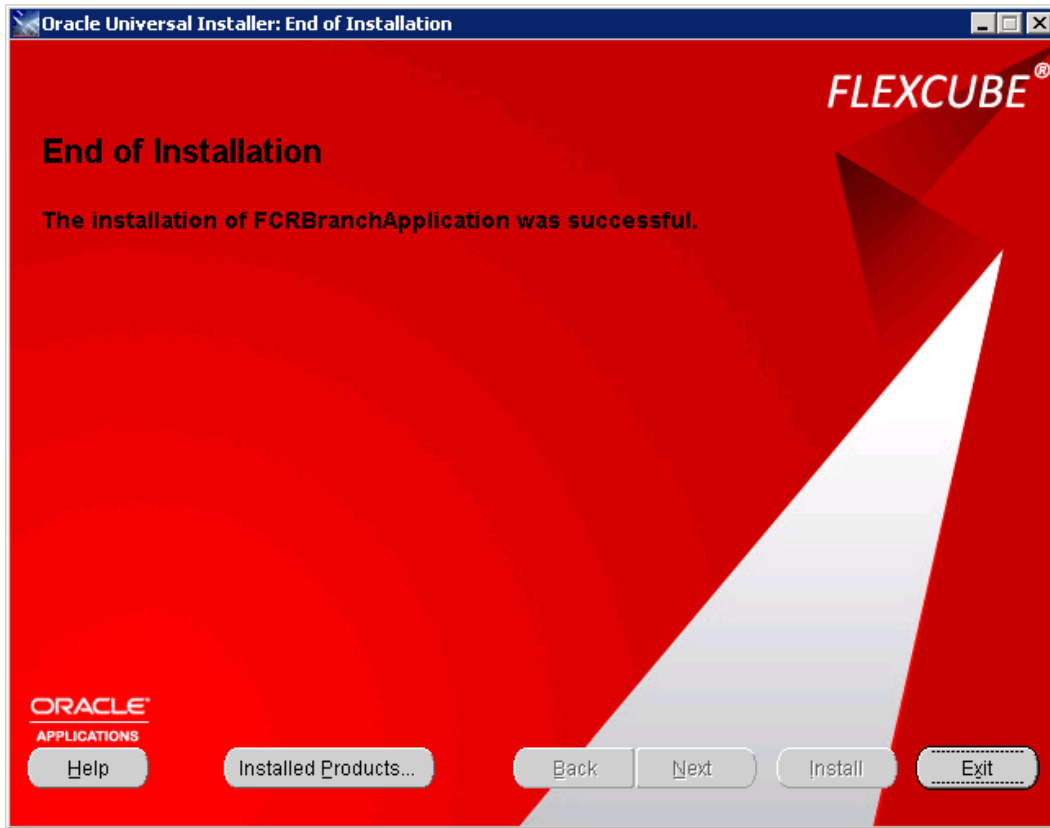 Oracle Universal Installer: End of Installation
FLEXCUBE®
End of Installation
The installation of FCRBranchApplication was successful.
ORACLE®
APPLICATIONS
Help Installed Products... Back Next Install Exit